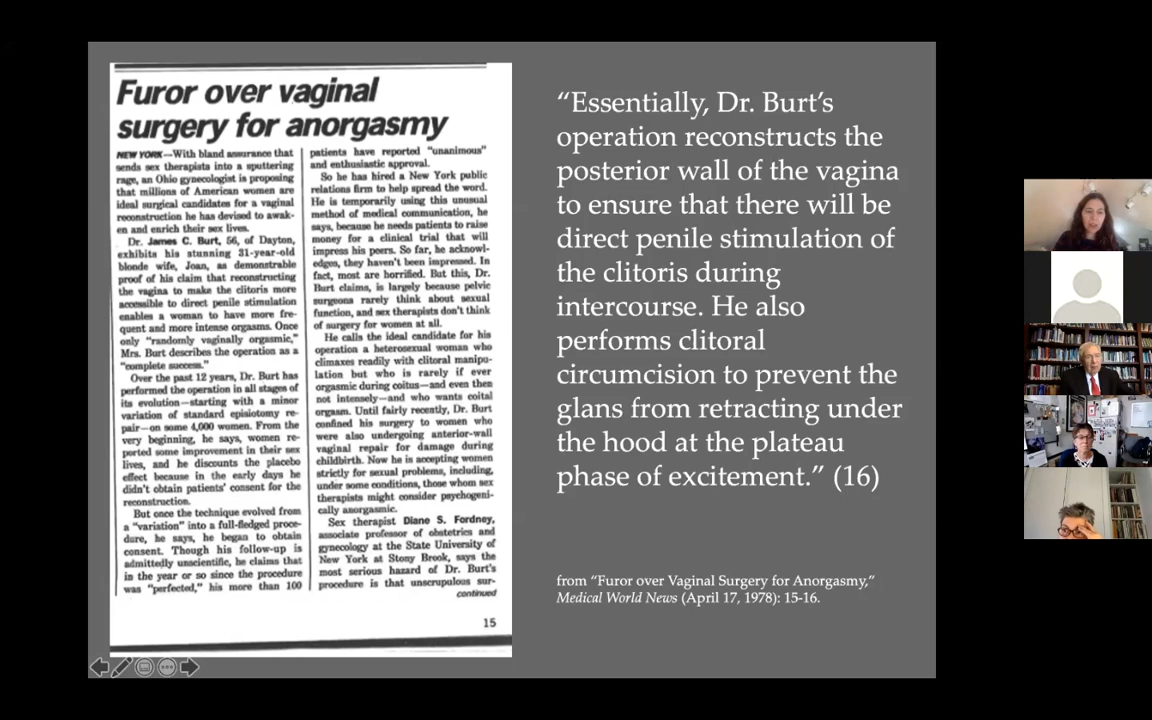 Furor over vaginal
surgery for anorgasmy
NEW YORK—With bland assurance that
sends sex therapists into a sputtering
rage, an Ohio gynecologist is proposing
that millions of American women are
ideal surgical candidates for a vaginal
reconstruction he has devised to awak-
en and enrich their sex lives.
Dr. James C. Burt, 56, of Dayton,
exhibits his stunning 31-year-old
blonde wife, Joan, as demonstrable
proof of his claim that reconstructing
the vagina to make the clitoris more
accessible to direct penile stimulation
enables a woman to have more fre-
quent and more intense orgasms. Once
only "randomly vaginally orgasmic,"
Mrs. Burt describes the operation as a
"complete success."
Over the past 12 years, Dr. Burt has
performed the operation in all stages of
its evolution—starting with a minor
variation of standard episiotomy re-
pair—on some 4,000 women. From the
very beginning, he says, women re-
ported some improvement in their sex
lives, and he discounts the placebo
effect because in the early days he
didn't obtain patients' consent for the
reconstruction.
But once the technique evolved from
a "variation" into a full-fledged proce-
dure, he says, he began to obtain
consent. Though his follow-up is
admittedly unscientific, he claims that
in the year or so since the procedure
was "perfected," his more than 100
patients have reported "unanimous"
and enthusiastic approval.
So he has hired a New York public
relations firm to help spread the word.
He is temporarily using this unusual
method of medical communication, he
says, because he needs patients to raise
money for a clinical trial that will
impress his peers. So far, he acknowl-
edges, they haven't been impressed. In
fact, most are horrified. But this, Dr.
Burt claims, is largely because pelvic
surgeons rarely think about sexual
function, and sex therapists don't think
of surgery for women at all.
He calls the ideal candidate for his
operation a heterosexual woman who
climaxes readily with clitoral manipu-
lation but who is rarely if ever
orgasmic during coitus—and even then
not intensely—and who wants coital
orgasm. Until fairly recently, Dr. Burt
confined his surgery to women who
were also undergoing anterior-wall
vaginal repair for damage during
childbirth. Now he is accepting women
strictly for sexual problems, including,
under some conditions, those whom sex
therapists might consider psychogeni-
cally anorgasmic.
Sex therapist Diane S. Fordney,
associate professor of obstetrics and
gynecology at the State University of
New York at Stony Brook, says the
most serious hazard of Dr. Burt's
procedure is that unscrupulous sur-
continued
15
“Essentially, Dr. Burt’s
operation reconstructs the
posterior wall of the vagina
to ensure that there will be
direct penile stimulation of
the clitoris during
intercourse. He also
performs clitoral
circumcision to prevent the
glans from retracting under
the hood at the plateau
phase of excitement.” (16)
from “Furor over Vaginal Surgery for Anorgasmy,”
Medical World News (April 17, 1978): 15-16.